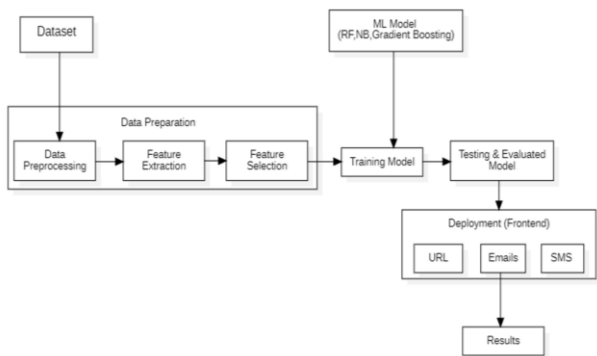 Dataset
ML Model
(RF,NB,Gradient Boosting)
Data Preparation
Data
Preprocessing
Feature
Extraction
Feature
Selection
Training Model
Testing & Evaluated
Model
Deployment (Frontend)
URL
Emails
SMS
Results